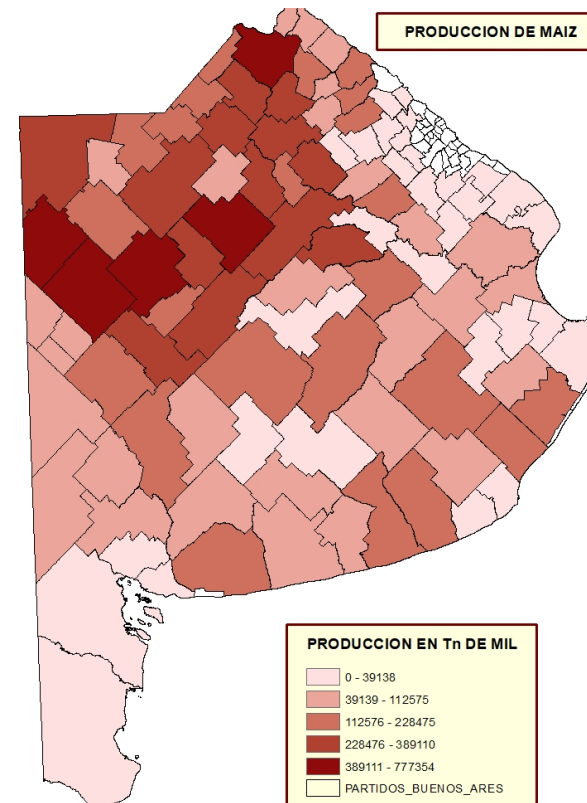 PRODUCCION DE MAIZ
PRODUCCION EN Tn DE MIL
0 - 39138
39139 - 112575
112576 - 228475
228476 - 389110
389111 - 777354
PARTIDOS_BUENOS_ARES